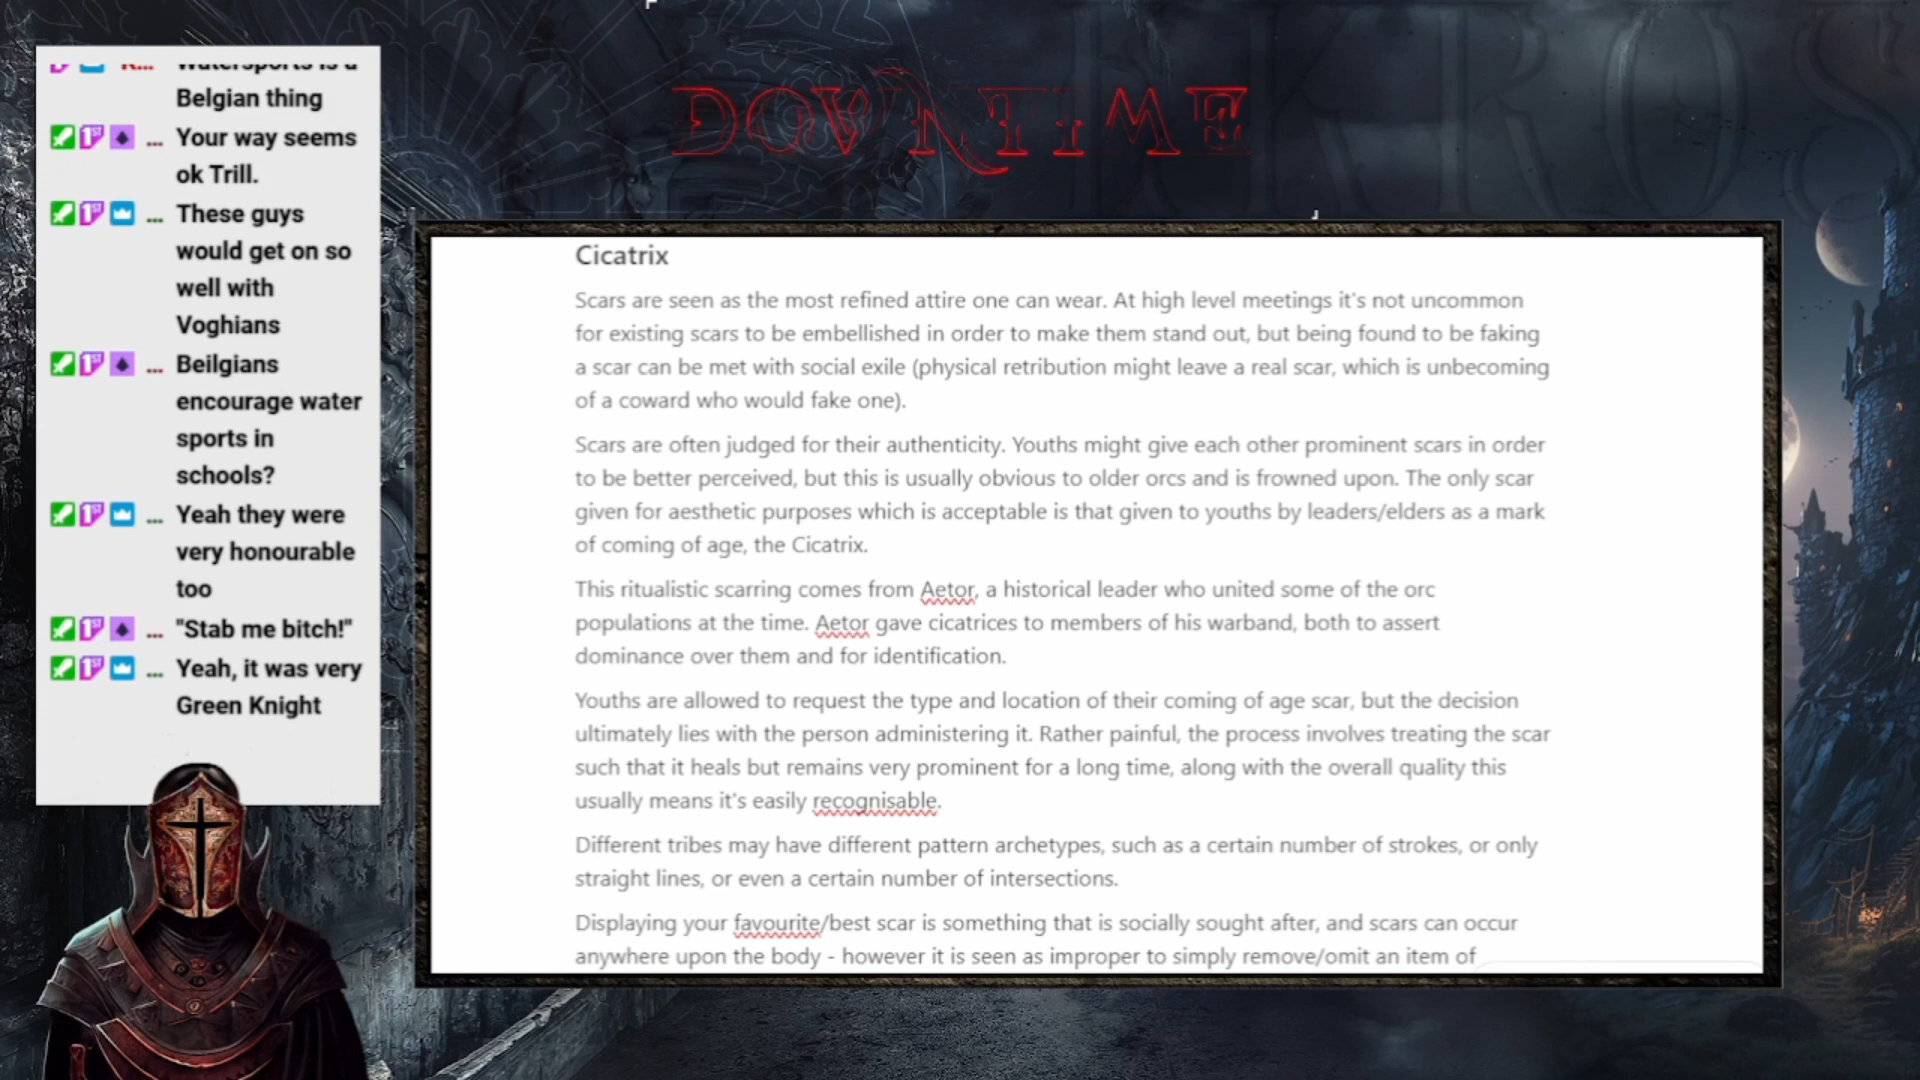 Watersports is a
Belgian thing
... Your way seems
ok Trill.
... These guys
would get on so
well with
Voghians
... Beilgians
encourage water
sports in
schools?
... Yeah they were
very honourable
too
... "Stab me bitch!"
... Yeah, it was very
Green Knight
DOWNTIME
Cicatrix
Scars are seen as the most refined attire one can wear. At high level meetings it's not uncommon
for existing scars to be embellished in order to make them stand out, but being found to be faking
a scar can be met with social exile (physical retribution might leave a real scar, which is unbecoming
of a coward who would fake one).
Scars are often judged for their authenticity. Youths might give each other prominent scars in order
to be better perceived, but this is usually obvious to older orcs and is frowned upon. The only scar
given for aesthetic purposes which is acceptable is that given to youths by leaders/elders as a mark
of coming of age, the Cicatrix.
This ritualistic scarring comes from Aetor, a historical leader who united some of the orc
populations at the time. Aetor gave cicatrices to members of his warband, both to assert
dominance over them and for identification.
Youths are allowed to request the type and location of their coming of age scar, but the decision
ultimately lies with the person administering it. Rather painful, the process involves treating the scar
such that it heals but remains very prominent for a long time, along with the overall quality this
usually means it's easily recognisable.
Different tribes may have different pattern archetypes, such as a certain number of strokes, or only
straight lines, or even a certain number of intersections.
Displaying your favourite/best scar is something that is socially sought after, and scars can occur
anywhere upon the body - however it is seen as improper to simply remove/omit an item of